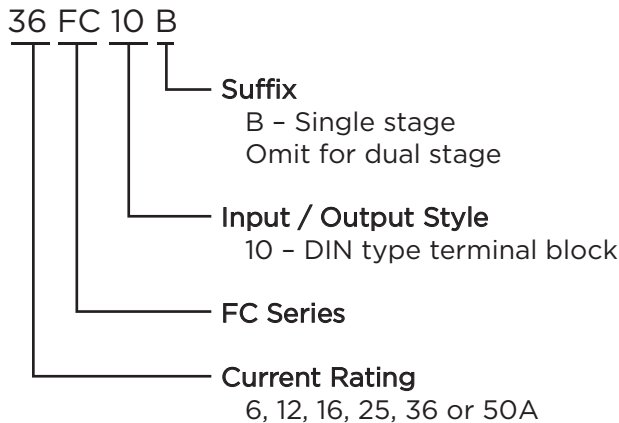 36 FC 10 B
Suffix
B – Single stage
Omit for dual stage
Input / Output Style
10 – DIN type terminal block
FC Series
Current Rating
6, 12, 16, 25, 36 or 50A